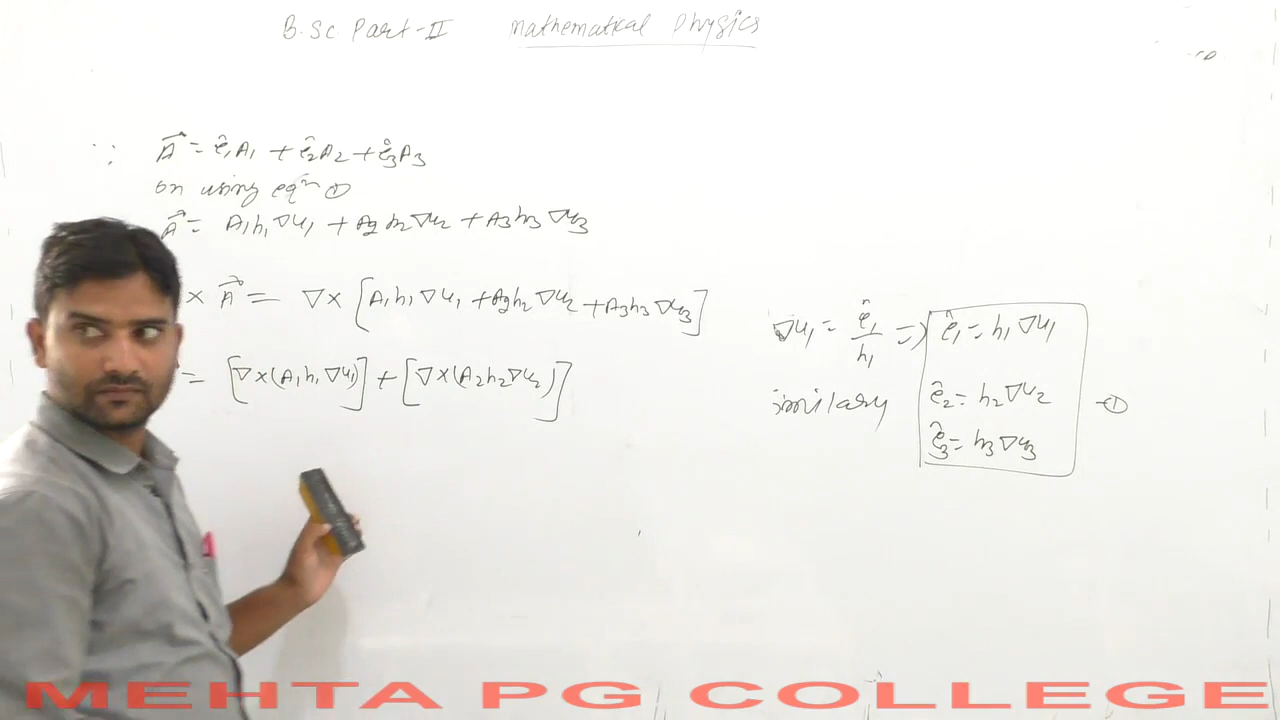 B.Sc. Part-II Mathematical Physics
∵ A⃗ = ê₁A₁ + ê₂A₂ + ê₃A₃
on using eqⁿ ①
A⃗ = A₁h₁∇u₁ + A₂h₂∇u₂ + A₃h₃∇u₃
× A⃗ = ∇×[A₁h₁∇u₁ + A₂h₂∇u₂ + A₃h₃∇u₃]
= [∇×(A₁h₁∇u₁)] + [∇×(A₂h₂∇u₂)]
∇u₁ = ê₁/h₁ ⇒ ê₁ = h₁∇u₁
similary ê₂ = h₂∇u₂ —①
ê₃ = h₃∇u₃
MEHTA PG COLLEGE